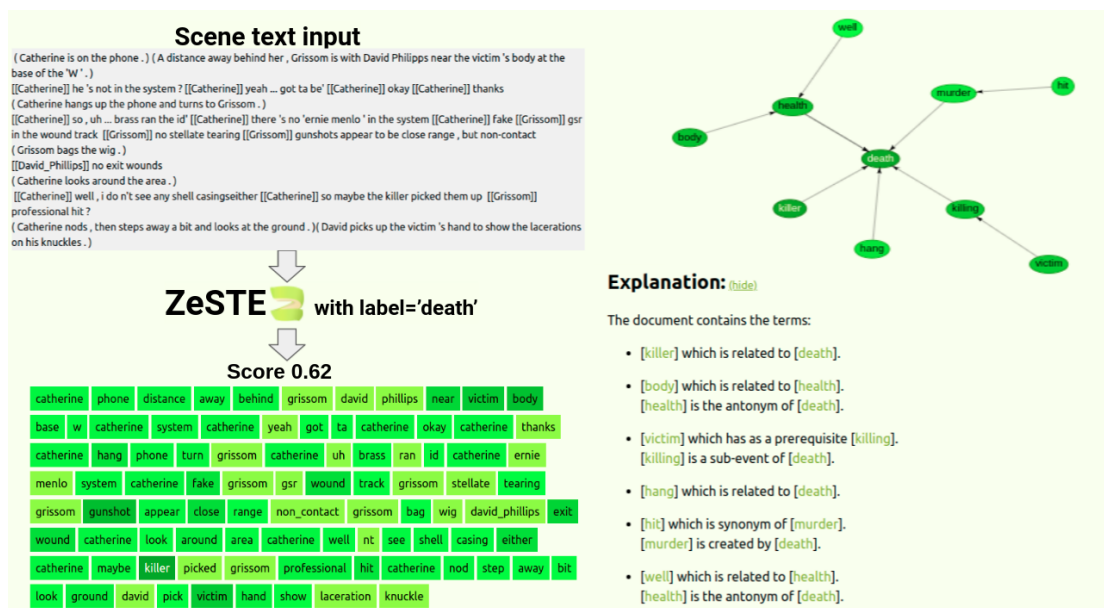 Scene text input
( Catherine is on the phone . ) ( A distance away behind her , Grissom is with David Philipps near the victim 's body at the
base of the 'W ' . )
[[Catherine]] he 's not in the system ? [[Catherine]] yeah ... got ta be' [[Catherine]] okay [[Catherine]] thanks
( Catherine hangs up the phone and turns to Grissom . )
[[Catherine]] so , uh ... brass ran the id' [[Catherine]] there 's no 'ernie menlo ' in the system [[Catherine]] fake [[Grissom]] gsr
in the wound track [[Grissom]] no stellate tearing [[Grissom]] gunshots appear to be close range , but non-contact
( Grissom bags the wig . )
[[David_Phillips]] no exit wounds
( Catherine looks around the area . )
[[Catherine]] well , i do n't see any shell casingseither [[Catherine]] so maybe the killer picked them up [[Grissom]]
professional hit ?
( Catherine nods , then steps away a bit and looks at the ground . )( David picks up the victim 's hand to show the lacerations
on his knuckles . )
ZeSTE with label='death'
Score 0.62
catherine phone distance away behind grissom david phillips near victim body
base w catherine system catherine yeah got ta catherine okay catherine thanks
catherine hang phone turn grissom catherine uh brass ran id catherine ernie
menlo system catherine fake grissom gsr wound track grissom stellate tearing
grissom gunshot appear close range non_contact grissom bag wig david_phillips exit
wound catherine look around area catherine well nt see shell casing either
catherine maybe killer picked grissom professional hit catherine nod step away bit
look ground david pick victim hand show laceration knuckle
well
hit
murder
health
body
death
killer
killing
hang
victim
Explanation: (hide)
The document contains the terms:
• [killer] which is related to [death].
• [body] which is related to [health].
[health] is the antonym of [death].
• [victim] which has as a prerequisite [killing].
[killing] is a sub-event of [death].
• [hang] which is related to [death].
• [hit] which is synonym of [murder].
[murder] is created by [death].
• [well] which is related to [health].
[health] is the antonym of [death].